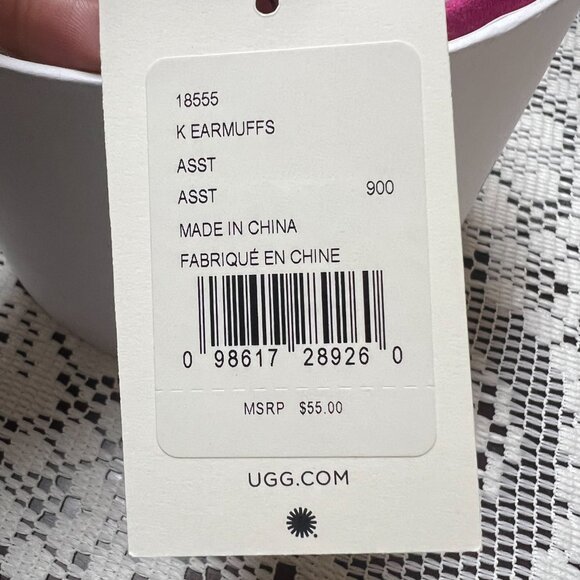 18555
K EARMUFFS
ASST
ASST 900
MADE IN CHINA
FABRIQUÉ EN CHINE
0 98617 28926 0
MSRP $55.00
UGG.COM